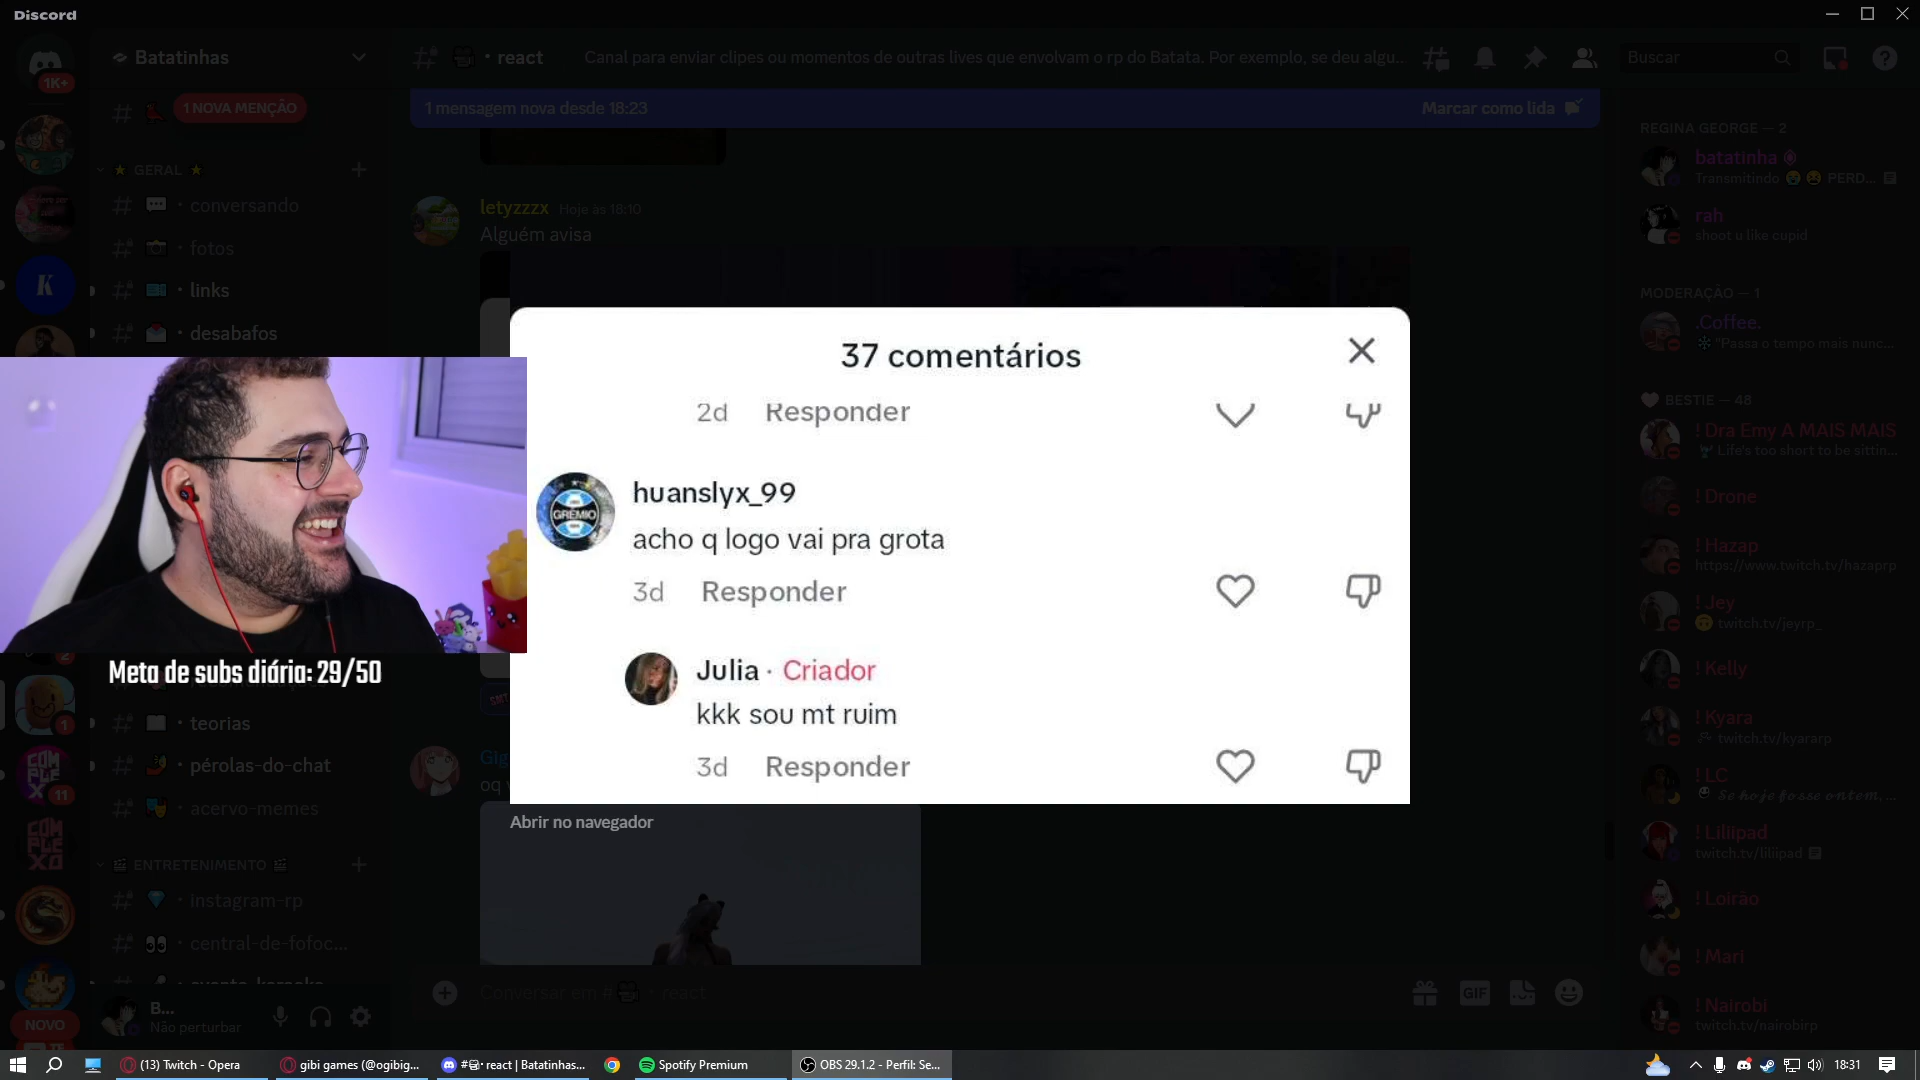 Discord
1K+
Batatinhas
react
Canal para enviar clipes ou momentos de outras lives que envolvam o rp do Batata. Por exemplo, se deu algu...
Buscar
1 NOVA MENÇÃO
1 mensagem nova desde 18:23
Marcar como lida
GERAL
conversando
fotos
links
desabafos
letyzzzx Hoje às 18:10
Alguém avisa
37 comentários
2d Responder
huanslyx_99
GRÊMIO
acho q logo vai pra grota
3d Responder
Julia · Criador
kkk sou mt ruim
3d Responder
Abrir no navegador
Meta de subs diária: 29/50
teorias
pérolas-do-chat
acervo-memes
ENTRETENIMENTO
instagram-rp
central-de-fofoc...
COMPLEXO
11
COMPLEXO
NOVO
B...
Não perturbar
Conversar em # react
GIF
REGINA GEORGE — 2
batatinha
Transmitindo PERD...
rah
shoot u like cupid
MODERAÇÃO — 1
.Coffee.
"Passa o tempo mais nunc...
BESTIE — 48
! Dra Emy A MAIS MAIS
Life's too short to be sittin...
! Drone
! Hazap
https://www.twitch.tv/hazaprp
! Jey
twitch.tv/jeyrp_
! Kelly
! Kyara
twitch.tv/kyararp
! LC
Se hoje fosse ontem,...
! Liliipad
twitch.tv/liliipad
! Loirão
! Mari
! Nairobi
twitch.tv/nairobirp
(13) Twitch - Opera
gibi games (@ogibig...
# react | Batatinhas...
Spotify Premium
OBS 29.1.2 - Perfil: Se...
18:31